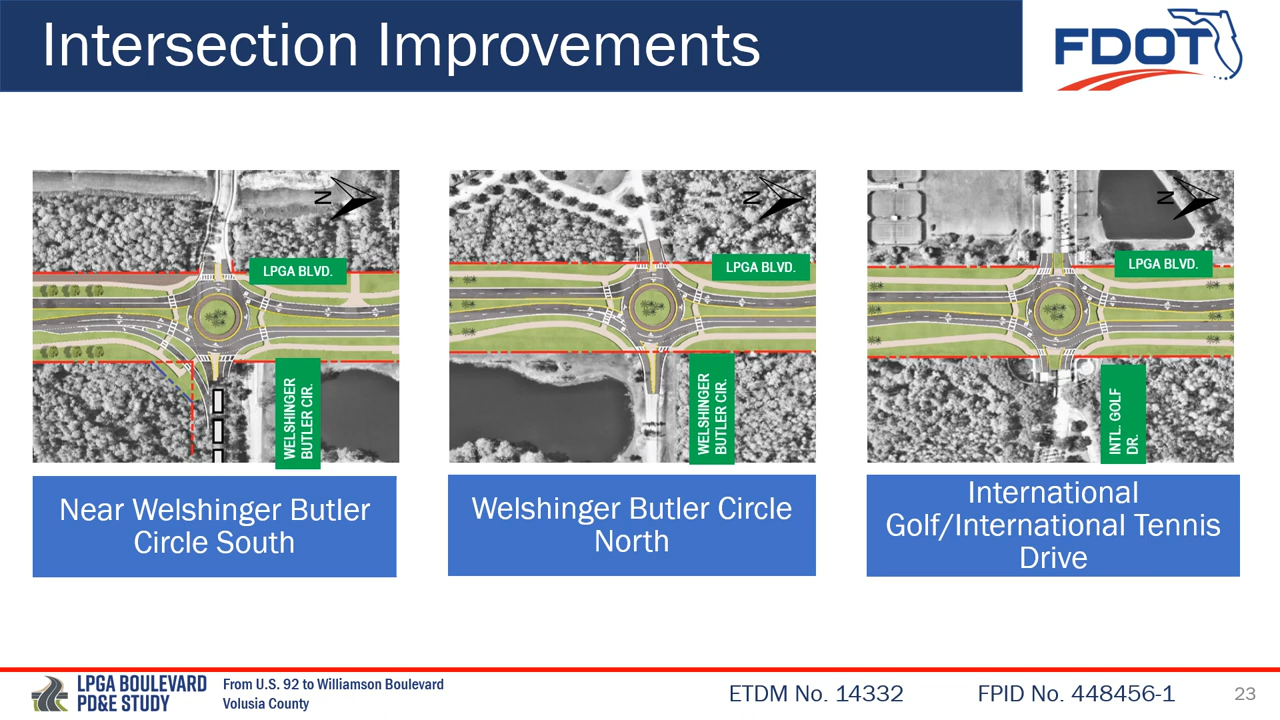 Intersection Improvements
FDOT
N
LPGA BLVD.
WELSHINGER
BUTLER CIR.
N
LPGA BLVD.
WELSHINGER
BUTLER CIR.
N
LPGA BLVD.
INTL. GOLF
DR.
Near Welshinger Butler
Circle South
Welshinger Butler Circle
North
International
Golf/International Tennis
Drive
LPGA BOULEVARD
PD&E STUDY
From U.S. 92 to Williamson Boulevard
Volusia County
ETDM No. 14332
FPID No. 448456-1
23